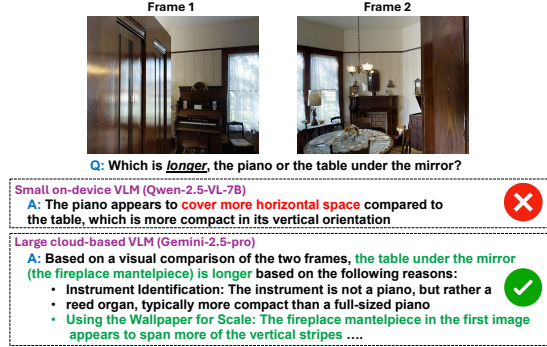 Frame 1
Frame 2
Q: Which is longer, the piano or the table under the mirror?
Small on-device VLM (Qwen-2.5-VL-7B)
A: The piano appears to cover more horizontal space compared to
the table, which is more compact in its vertical orientation
Large cloud-based VLM (Gemini-2.5-pro)
A: Based on a visual comparison of the two frames, the table under the mirror
(the fireplace mantelpiece) is longer based on the following reasons:
• Instrument Identification: The instrument is not a piano, but rather a
• reed organ, typically more compact than a full-sized piano
• Using the Wallpaper for Scale: The fireplace mantelpiece in the first image
appears to span more of the vertical stripes ....